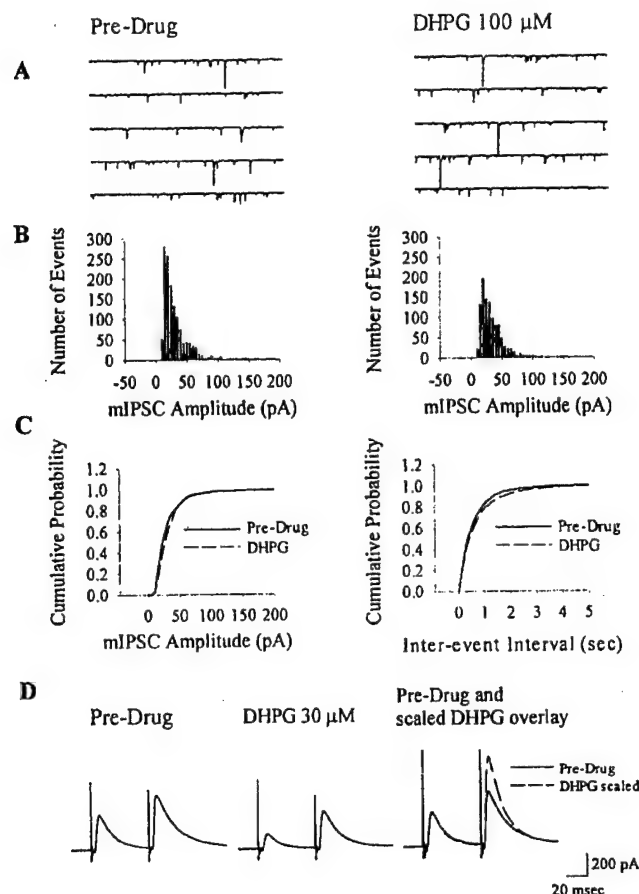 Pre-Drug
DHPG 100 μM
A
B
Number of Events
300
250
200
150
100
50
0
-50 0 50 100 150 200
mIPSC Amplitude (pA)
Number of Events
300
250
200
150
100
50
0
-50 0 50 100 150 200
mIPSC Amplitude (pA)
C
Cumulative Probability
1.2
1.0
0.8
0.6
0.4
0.2
0.0
Pre-Drug
DHPG
0 50 100 150 200
mIPSC Amplitude (pA)
Cumulative Probability
1.2
1.0
0.8
0.6
0.4
0.2
0.0
Pre-Drug
DHPG
0 1 2 3 4 5
Inter-event Interval (sec)
D
Pre-Drug
DHPG 30 μM
Pre-Drug and
scaled DHPG overlay
Pre-Drug
DHPG scaled
200 pA
20 msec